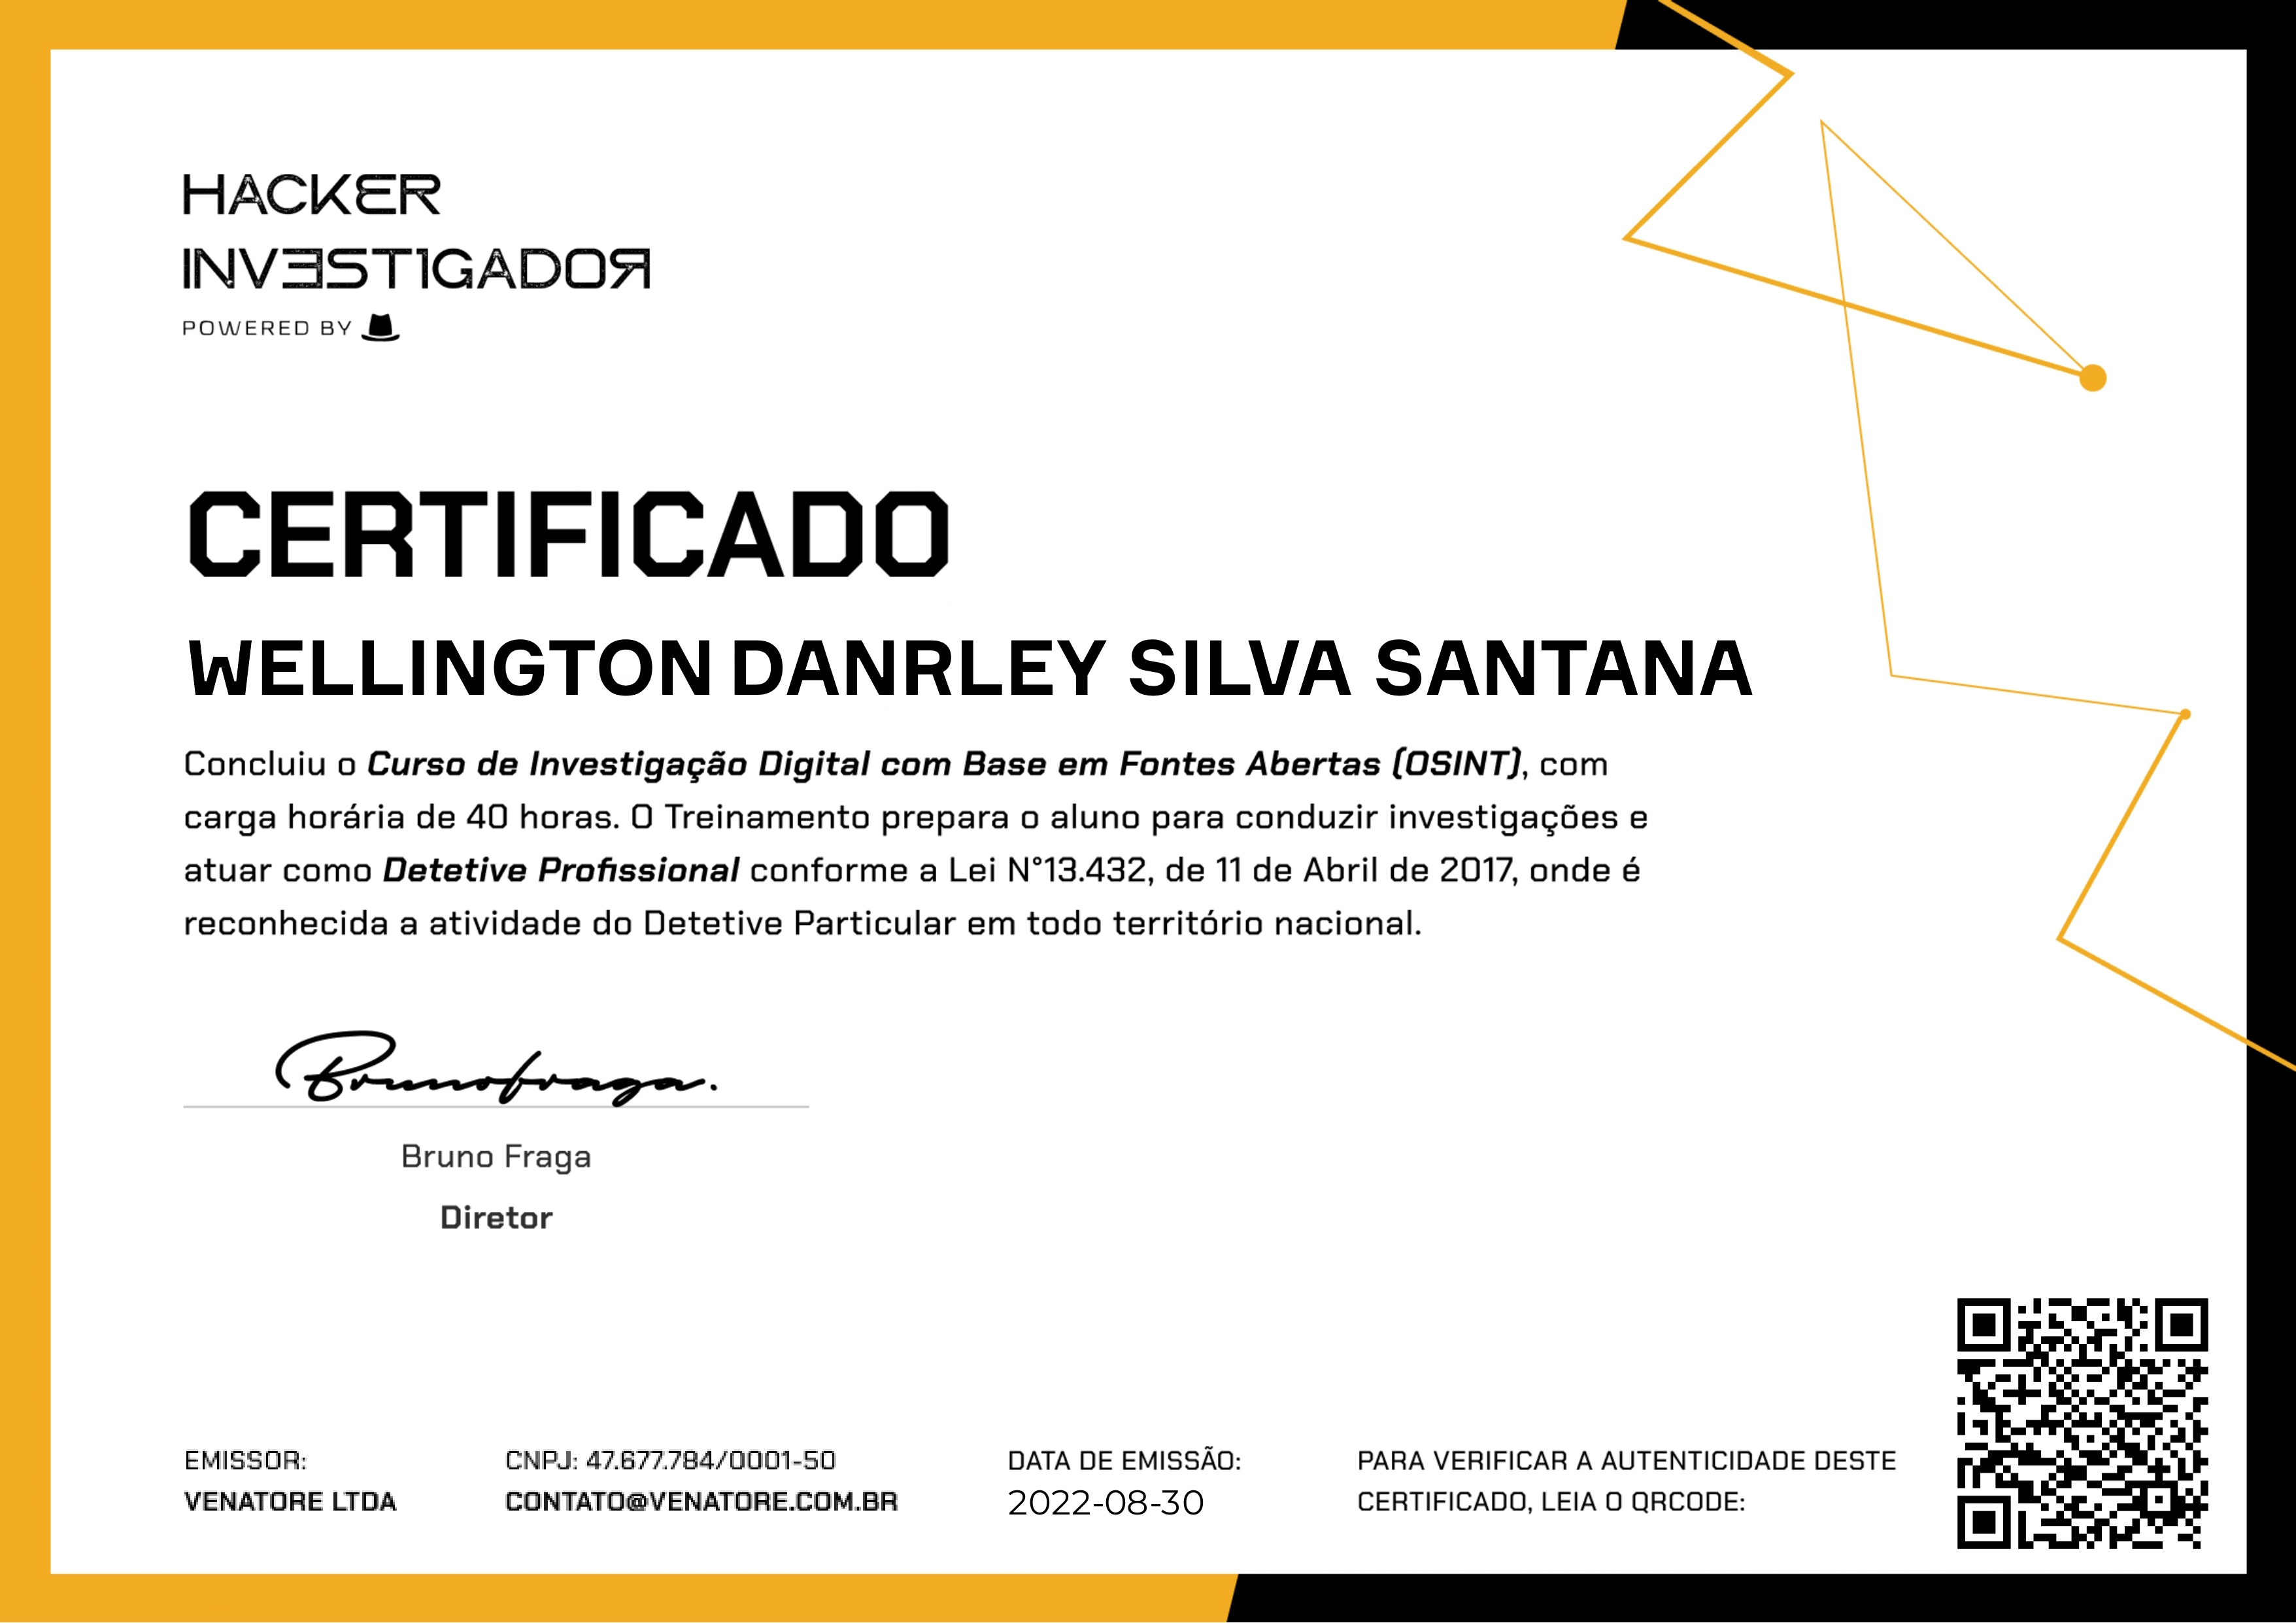 HACKER
INVESTIGADOR
POWERED BY
CERTIFICADO
WELLINGTON DANRLEY SILVA SANTANA
Concluiu o Curso de Investigação Digital com Base em Fontes Abertas (OSINT), com
carga horária de 40 horas. O Treinamento prepara o aluno para conduzir investigações e
atuar como Detetive Profissional conforme a Lei N°13.432, de 11 de Abril de 2017, onde é
reconhecida a atividade do Detetive Particular em todo território nacional.
Brunofraga.
Bruno Fraga
Diretor
EMISSOR:
VENATORE LTDA
CNPJ: 47.677.784/0001-50
CONTATO@VENATORE.COM.BR
DATA DE EMISSÃO:
2022-08-30
PARA VERIFICAR A AUTENTICIDADE DESTE
CERTIFICADO, LEIA O QRCODE: